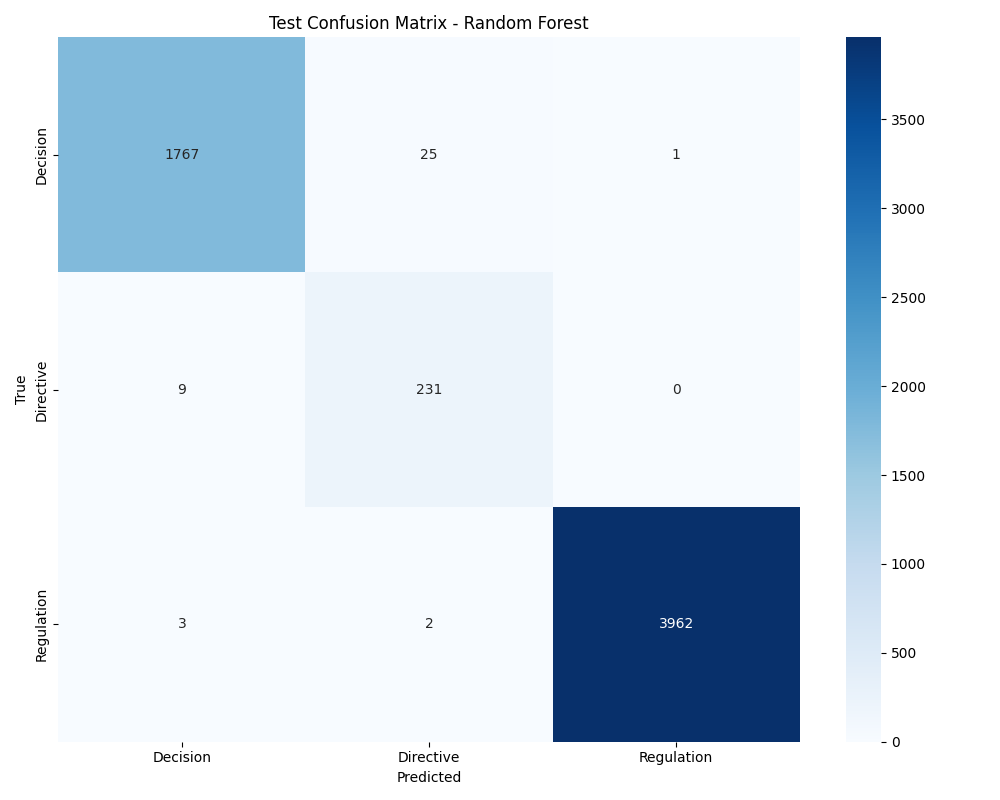 Test Confusion Matrix - Random Forest
True
Decision
1767 25 1
Directive
9 231 0
Regulation
3 2 3962
Decision Directive Regulation
Predicted
3500
3000
2500
2000
1500
1000
500
0